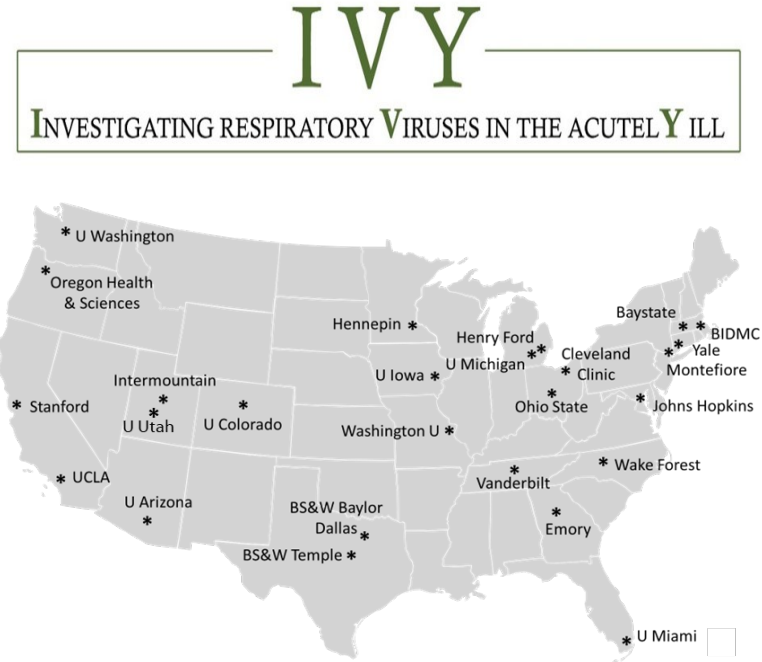 IVY
INVESTIGATING RESPIRATORY VIRUSES IN THE ACUTELY ILL
* U Washington
* Oregon Health
& Sciences
Hennepin *
Baystate
* * BIDMC
Henry Ford *
U Michigan *
* Yale
* Montefiore
Cleveland
* Clinic
U Iowa *
Intermountain
*
* Stanford
*
U Utah
*
U Colorado
*
Ohio State
* Johns Hopkins
Washington U *
* Wake Forest
*
Vanderbilt
* UCLA
U Arizona
*
BS&W Baylor
Dallas *
BS&W Temple *
*
Emory
* U Miami